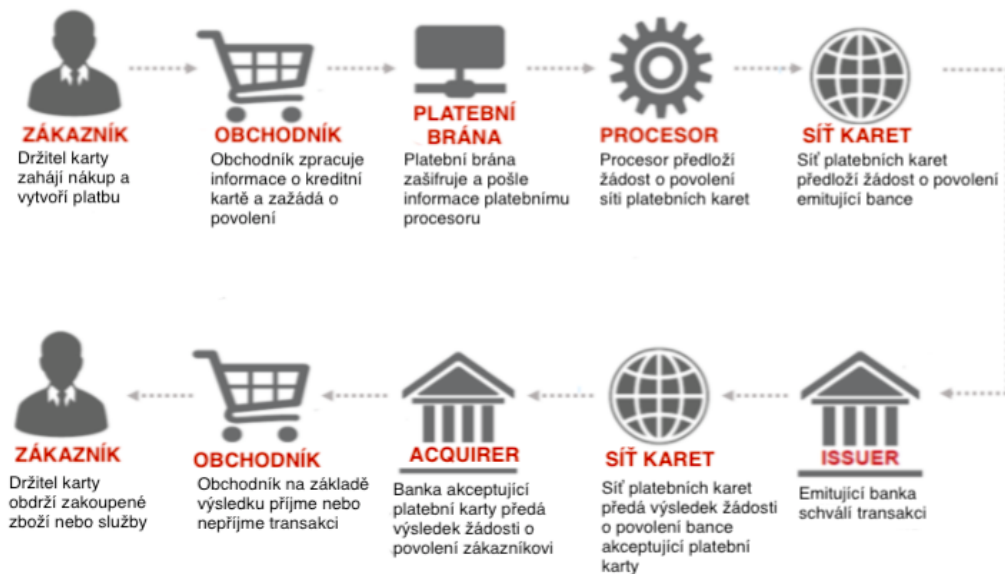 ZÁKAZNÍK
Držitel karty
zahájí nákup a
vytvoří platbu
OBCHODNÍK
Obchodník zpracuje
informace o kreditní
kartě a zažádá o
povolení
PLATEBNÍ
BRÁNA
Platební brána
zašifruje a pošle
informace platebnímu
procesoru
PROCESOR
Procesor předloží
žádost o povolení
síti platebních karet
SÍŤ KARET
Síť platebních karet
předloží žádost o povolení
emitující bance
ZÁKAZNÍK
Držitel karty
obdrží zakoupené
zboží nebo služby
OBCHODNÍK
Obchodník na základě
výsledku příjme nebo
nepříjme transakci
ACQUIRER
Banka akceptující
platební karty předá
výsledek žádosti o
povolení zákazníkovi
SÍŤ KARET
Síť platebních karet
předá výsledek žádosti
o povolení bance
akceptující platební
karty
ISSUER
Emitující banka
schválí transakci